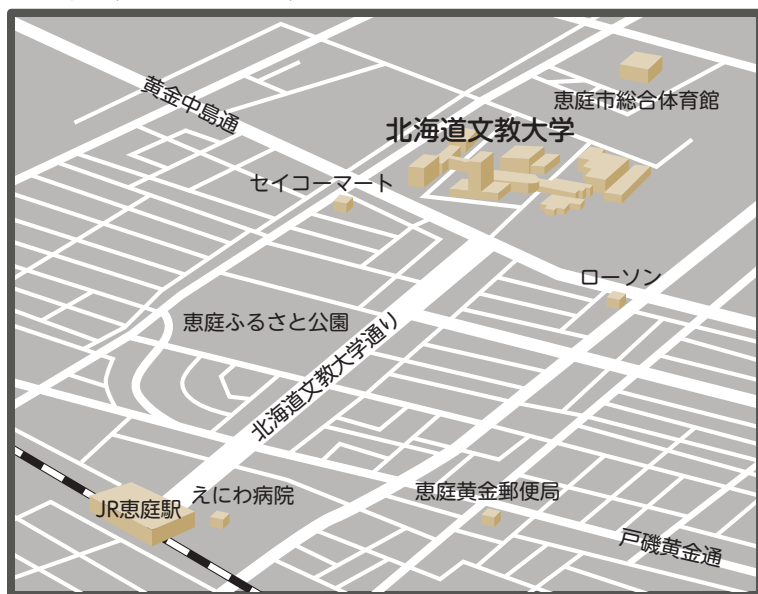 黄金中島通
恵庭市総合体育館
北海道文教大学
セイコーマート
ローソン
恵庭ふるさと公園
北海道文教大学通り
JR恵庭駅
えにわ病院
恵庭黄金郵便局
戸磯黄金通